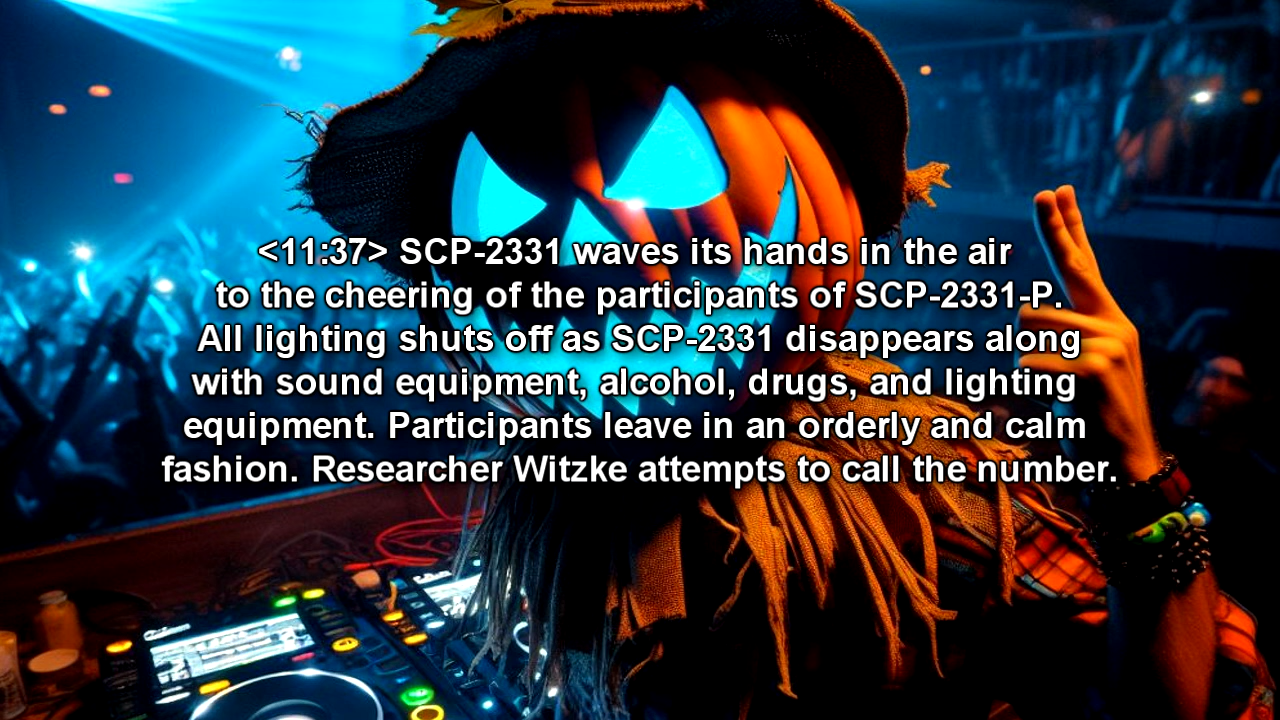 <11:37> SCP-2331 waves its hands in the air
to the cheering of the participants of SCP-2331-P.
All lighting shuts off as SCP-2331 disappears along
with sound equipment, alcohol, drugs, and lighting
equipment. Participants leave in an orderly and calm
fashion. Researcher Witzke attempts to call the number.